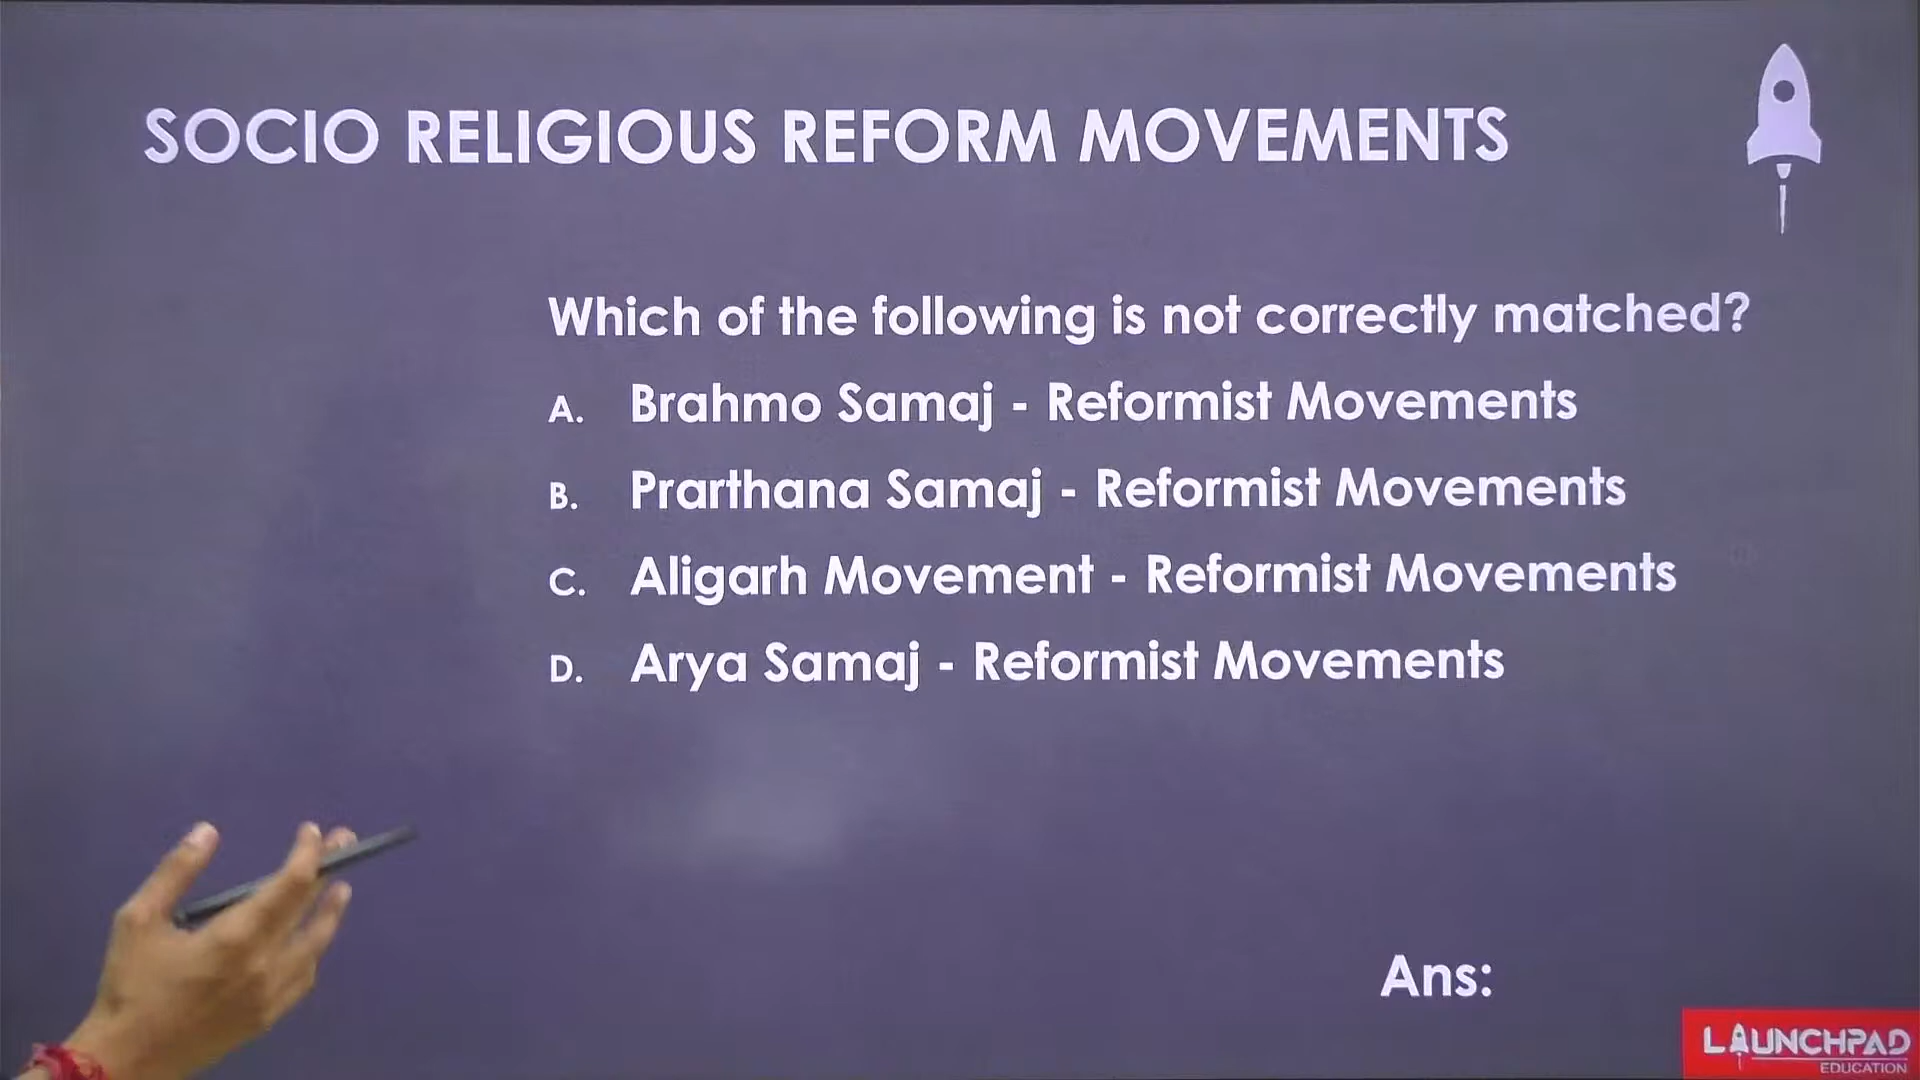 SOCIO RELIGIOUS REFORM MOVEMENTS
Which of the following is not correctly matched?
A. Brahmo Samaj - Reformist Movements
B. Prarthana Samaj - Reformist Movements
C. Aligarh Movement - Reformist Movements
D. Arya Samaj - Reformist Movements
Ans:
LAUNCHPAD
EDUCATION